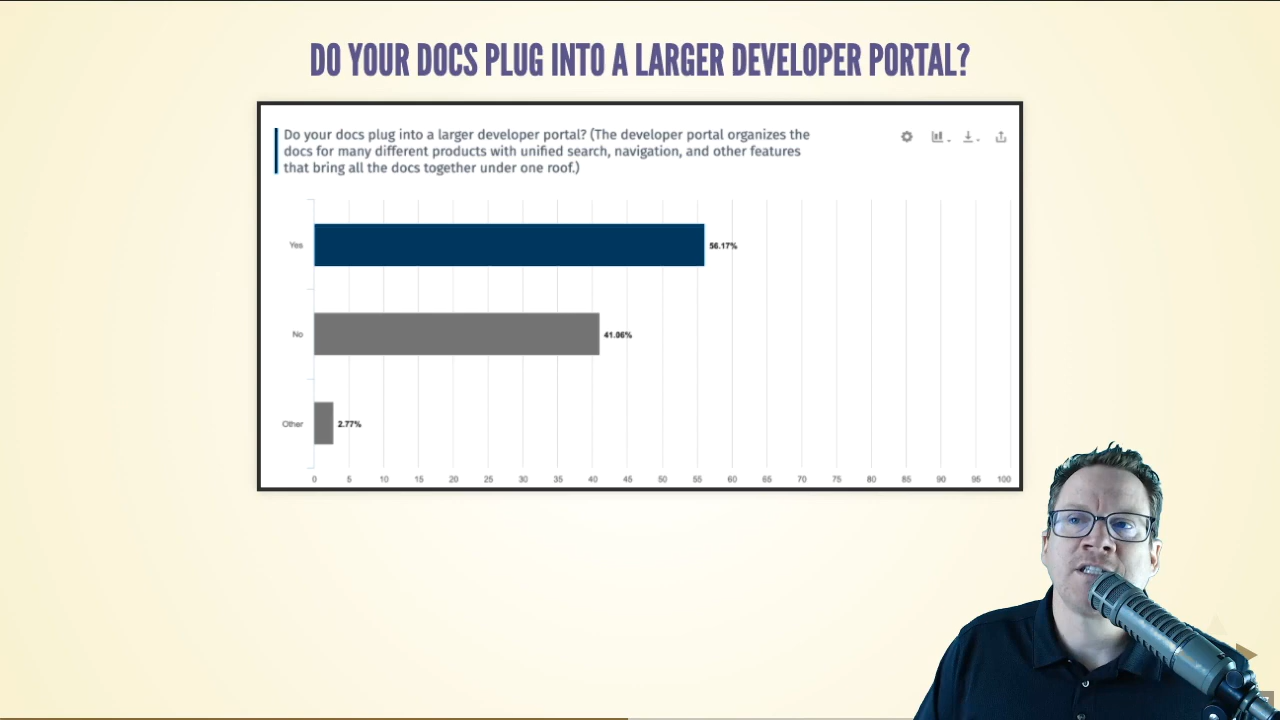 DO YOUR DOCS PLUG INTO A LARGER DEVELOPER PORTAL?
Do your docs plug into a larger developer portal? (The developer portal organizes the
docs for many different products with unified search, navigation, and other features
that bring all the docs together under one roof.)
Yes 56.17%
No 41.06%
Other 2.77%
0 5 10 15 20 25 30 35 40 45 50 55 60 65 70 75 80 85 90 95 100